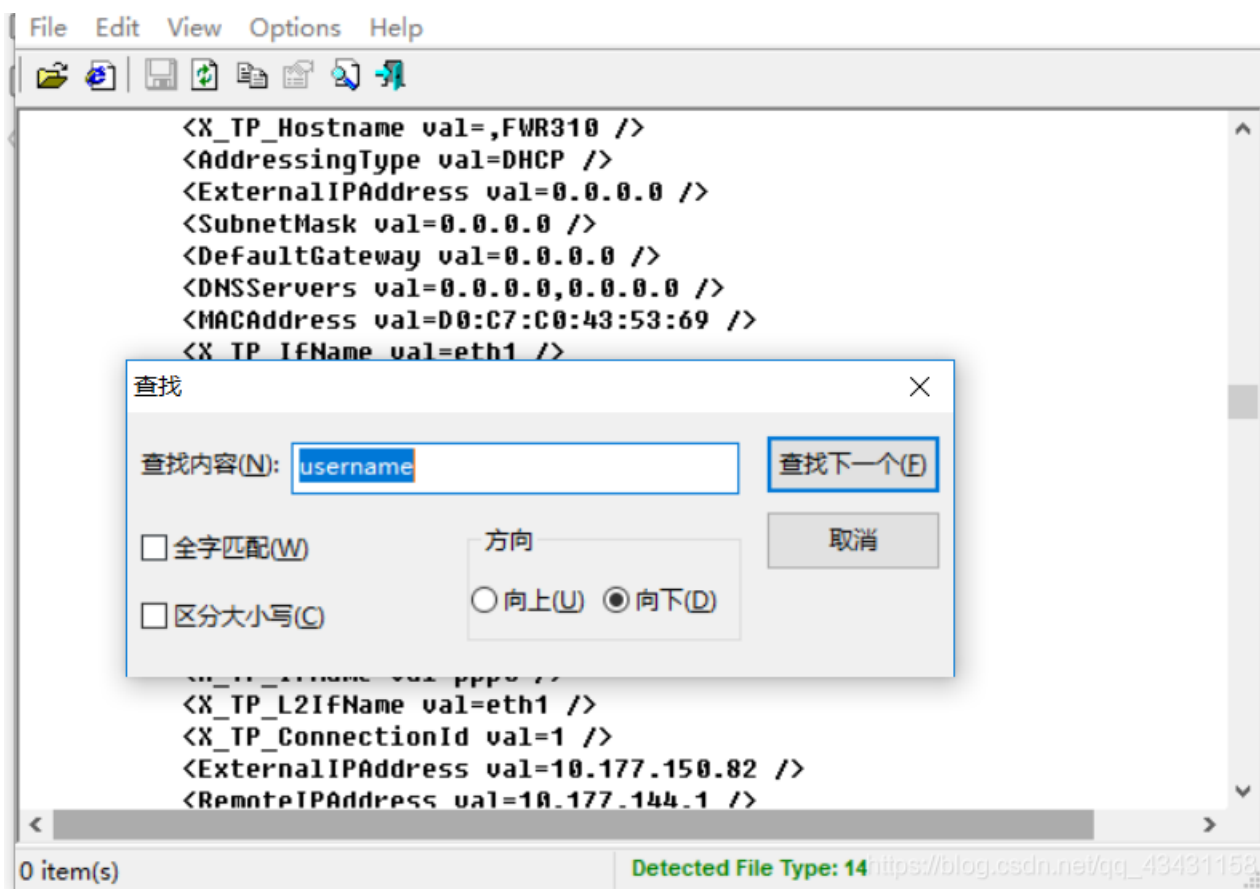 File Edit View Options Help
<X_TP_Hostname val=,FWR310 />
<AddressingType val=DHCP />
<ExternalIPAddress val=0.0.0.0 />
<SubnetMask val=0.0.0.0 />
<DefaultGateway val=0.0.0.0 />
<DNSServers val=0.0.0.0,0.0.0.0 />
<MACAddress val=D0:C7:C0:43:53:69 />
<X_TP_IfName val=eth1 />
查找
查找内容(N): username 查找下一个(F)
全字匹配(W) 方向 取消
向上(U) 向下(D)
区分大小写(C)
<X_TP_L2IfName val=eth1 />
<X_TP_ConnectionId val=1 />
<ExternalIPAddress val=10.177.150.82 />
<RemoteIPAddress val=10.177.144.1 />
0 item(s) Detected File Type: 14
https://blog.csdn.net/qq_43431158